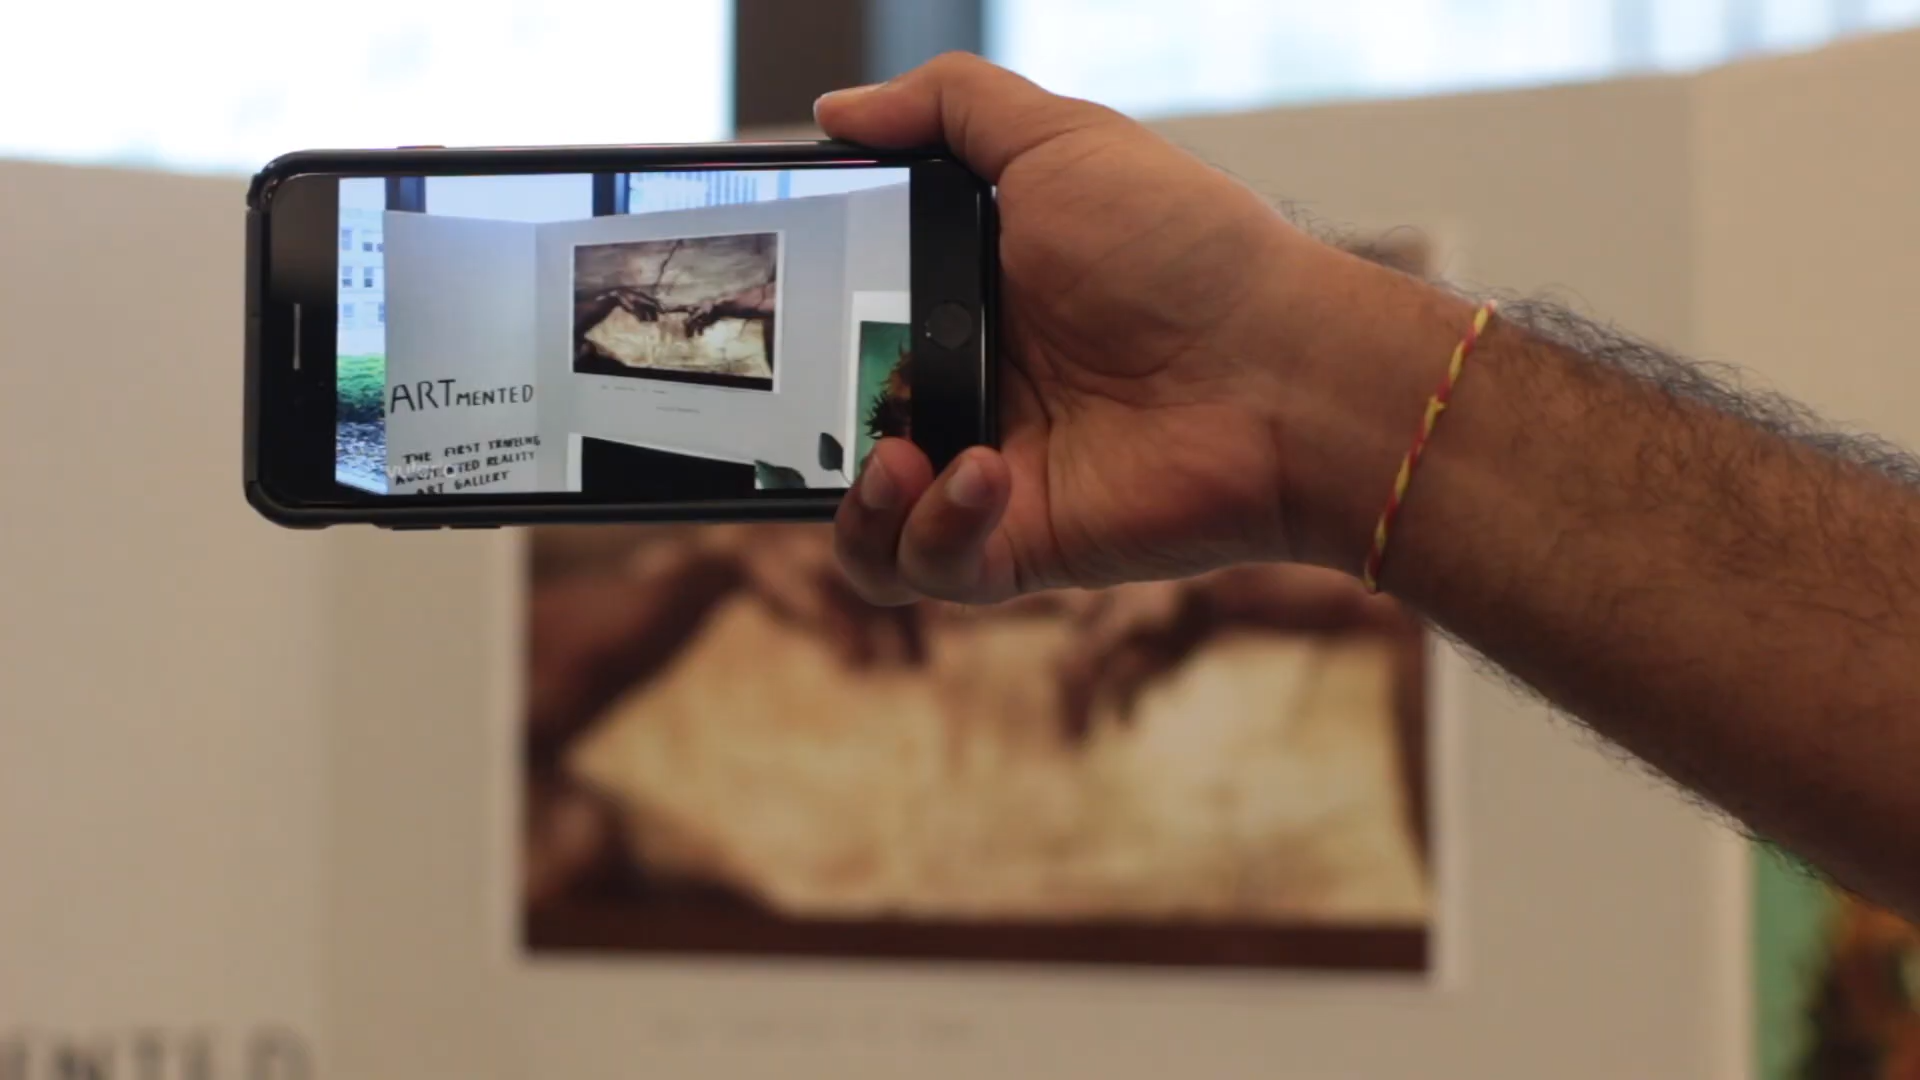 ARTMENTED
THE FIRST TRAVELING
AUGMENTED REALITY
ART GALLERY